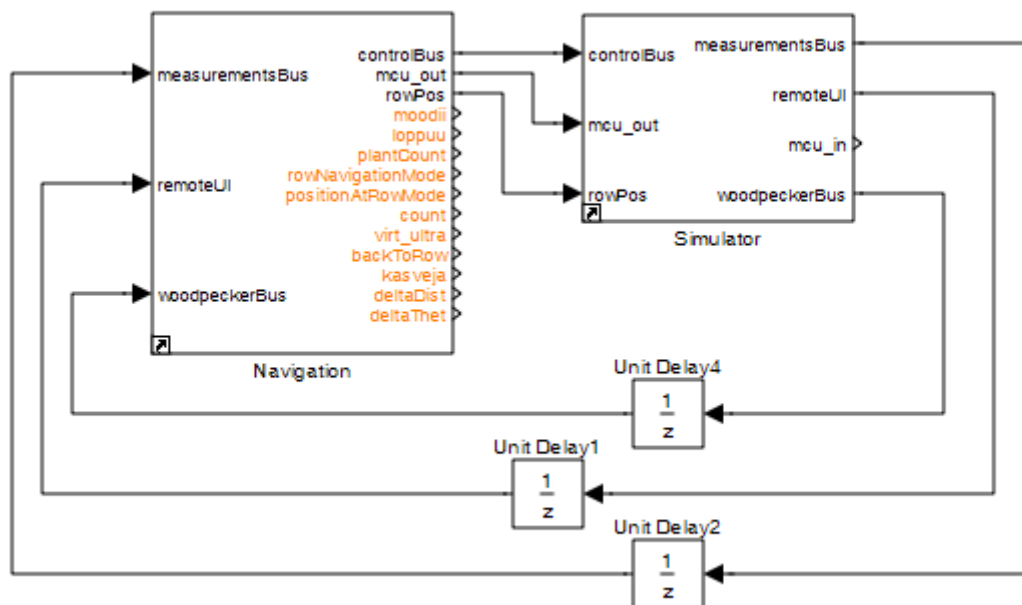 measurementsBus
remoteUI
woodpeckerBus
controlBus
mcu_out
rowPos
moodii
loppuu
plantCount
rowNavigationMode
positionAtRowMode
count
virt_ultra
backToRow
kasveja
deltaDist
deltaThet
Navigation
controlBus
mcu_out
rowPos
measurementsBus
remoteUI
mcu_in
woodpeckerBus
Simulator
Unit Delay4
1
z
Unit Delay1
1
z
Unit Delay2
1
z